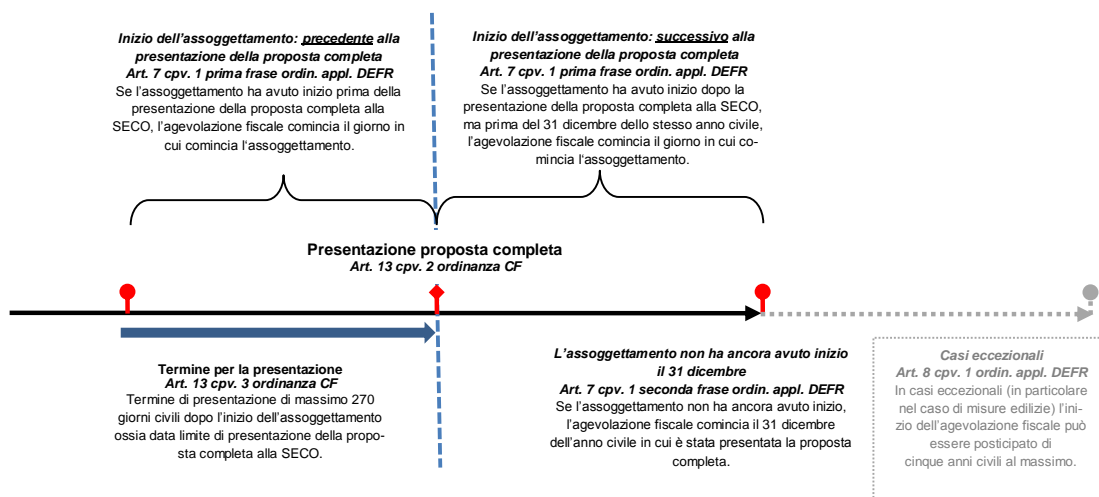 Inizio dell'assoggettamento: precedente alla
presentazione della proposta completa
Art. 7 cpv. 1 prima frase ordin. appl. DEFR
Se l'assoggettamento ha avuto inizio prima della
presentazione della proposta completa alla
SECO, l'agevolazione fiscale comincia il giorno in
cui comincia l'assoggettamento.
Inizio dell'assoggettamento: successivo alla
presentazione della proposta completa
Art. 7 cpv. 1 prima frase ordin. appl. DEFR
Se l'assoggettamento ha avuto inizio dopo la
presentazione della proposta completa alla SECO,
ma prima del 31 dicembre dello stesso anno civile,
l'agevolazione fiscale comincia il giorno in cui co-
mincia l'assoggettamento.
Presentazione proposta completa
Art. 13 cpv. 2 ordinanza CF
Termine per la presentazione
Art. 13 cpv. 3 ordinanza CF
Termine di presentazione di massimo 270
giorni civili dopo l'inizio dell'assoggettamento
ossia data limite di presentazione della propo-
sta completa alla SECO.
L'assoggettamento non ha ancora avuto inizio
il 31 dicembre
Art. 7 cpv. 1 seconda frase ordin. appl. DEFR
Se l'assoggettamento non ha ancora avuto inizio,
l'agevolazione fiscale comincia il 31 dicembre
dell'anno civile in cui è stata presentata la proposta
completa.
Casi eccezionali
Art. 8 cpv. 1 ordin. appl. DEFR
In casi eccezionali (in particolare
nel caso di misure edilizie) l'ini-
zio dell'agevolazione fiscale può
essere posticipato di
cinque anni civili al massimo.